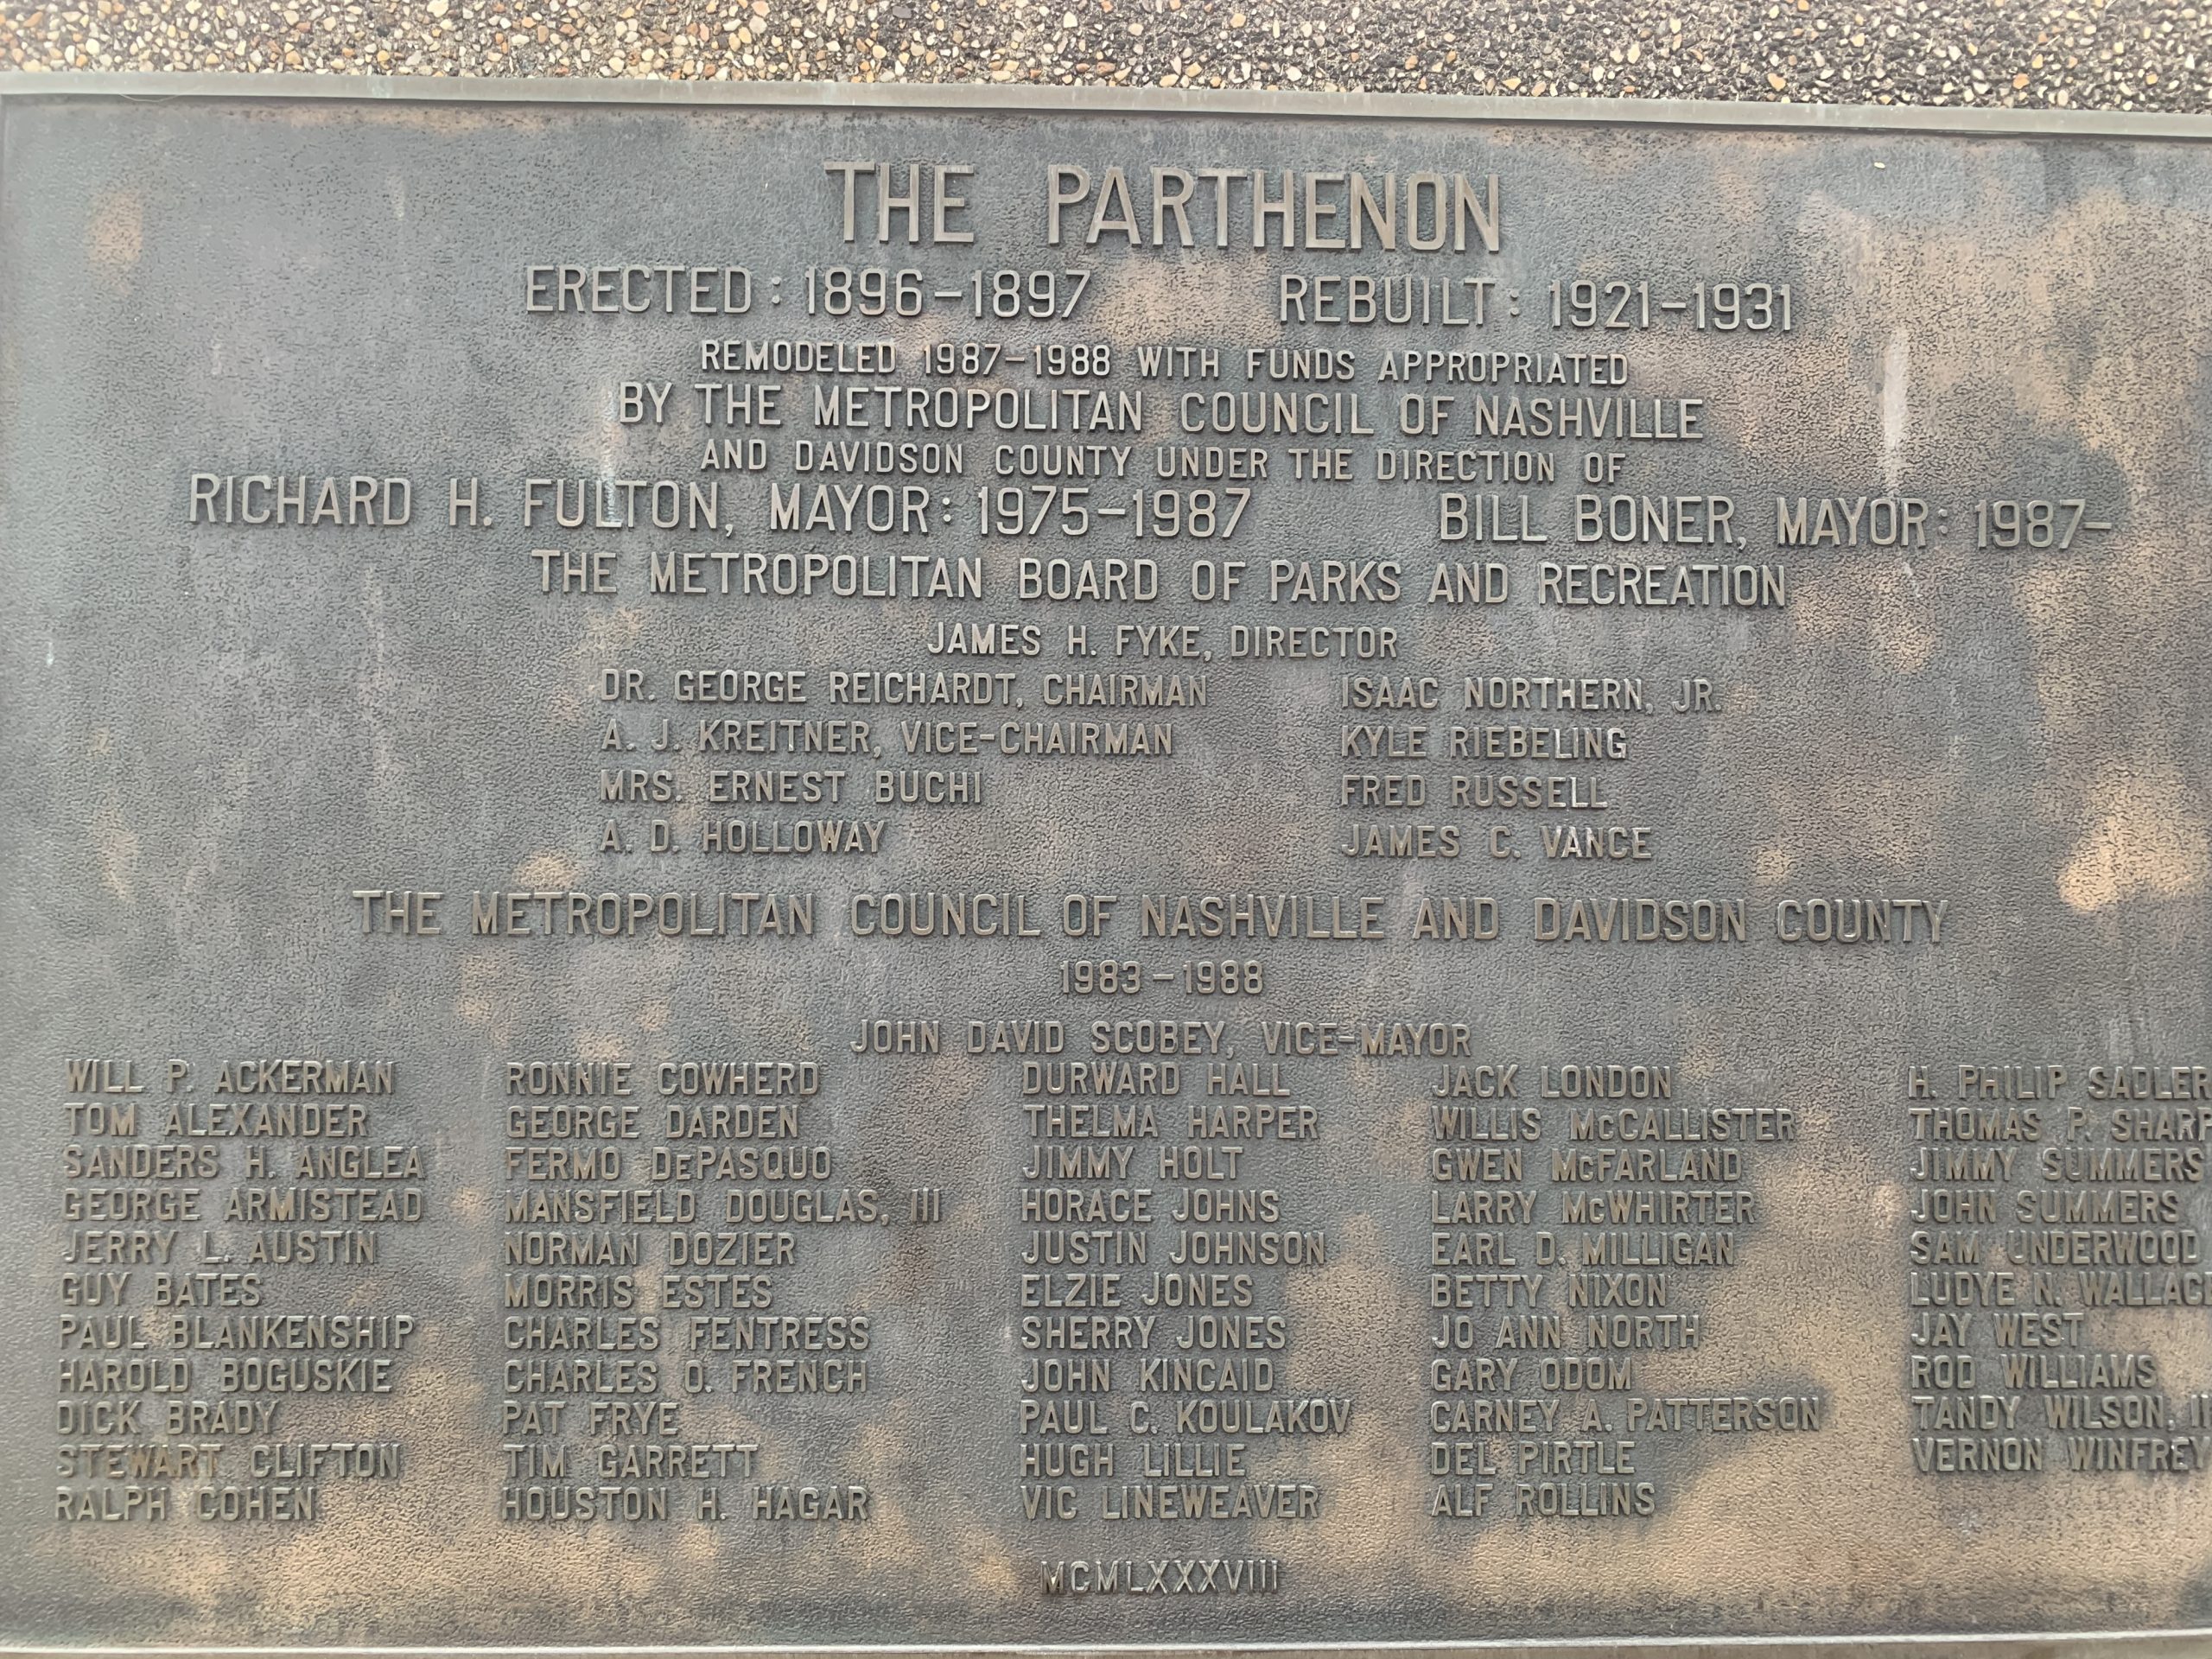 THE PARTHENON
ERECTED: 1896-1897 REBUILT: 1921-1931
REMODELED 1987-1988 WITH FUNDS APPROPRIATED
BY THE METROPOLITAN COUNCIL OF NASHVILLE
AND DAVIDSON COUNTY UNDER THE DIRECTION OF
RICHARD H. FULTON, MAYOR: 1975-1987 BILL BONER, MAYOR: 1987-
THE METROPOLITAN BOARD OF PARKS AND RECREATION
JAMES H. FYKE, DIRECTOR
DR. GEORGE REICHARDT, CHAIRMAN
A. J. KREITNER, VICE-CHAIRMAN
MRS. ERNEST BUCHI
A. D. HOLLOWAY
ISAAC NORTHERN, JR.
KYLE RIEBELING
FRED RUSSELL
JAMES C. VANCE
THE METROPOLITAN COUNCIL OF NASHVILLE AND DAVIDSON COUNTY
1983-1988
JOHN DAVID SCOBEY, VICE-MAYOR
WILL P. ACKERMAN
TOM ALEXANDER
SANDERS H. ANGLEA
GEORGE ARMISTEAD
JERRY L. AUSTIN
GUY BATES
PAUL BLANKENSHIP
HAROLD BOGUSKIE
DICK BRADY
STEWART CLIFTON
RALPH COHEN
RONNIE COWHERD
GEORGE DARDEN
FERMO DePASQUO
MANSFIELD DOUGLAS, III
NORMAN DOZIER
MORRIS ESTES
CHARLES FENTRESS
CHARLES O. FRENCH
PAT FRYE
TIM GARRETT
HOUSTON H. HAGAR
DURWARD HALL
THELMA HARPER
JIMMY HOLT
HORACE JOHNS
JUSTIN JOHNSON
ELZIE JONES
SHERRY JONES
JOHN KINCAID
PAUL C. KOULAKOV
HUGH LILLIE
VIC LINEWEAVER
JACK LONDON
WILLIS McCALLISTER
GWEN McFARLAND
LARRY McWHIRTER
EARL D. MILLIGAN
BETTY NIXON
JO ANN NORTH
GARY ODOM
CARNEY A. PATTERSON
DEL PIRTLE
ALF ROLLINS
H. PHILIP SADLER
THOMAS P. SHARP
JIMMY SUMMERS
JOHN SUMMERS
SAM UNDERWOOD
LUDYE N.
JAY WEST
ROD WILLIAMS
TANDY WILSON,
VERNON WINFREY
MCMLXXXVIII